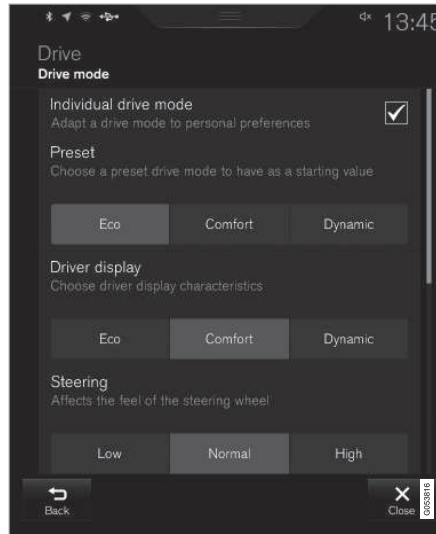 13:45
Drive
Drive mode
Individual drive mode
Adapt a drive mode to personal preferences
Preset
Choose a preset drive mode to have as a starting value
Eco Comfort Dynamic
Driver display
Choose driver display characteristics
Eco Comfort Dynamic
Steering
Affects the feel of the steering wheel
Low Normal High
Back Close
G053816